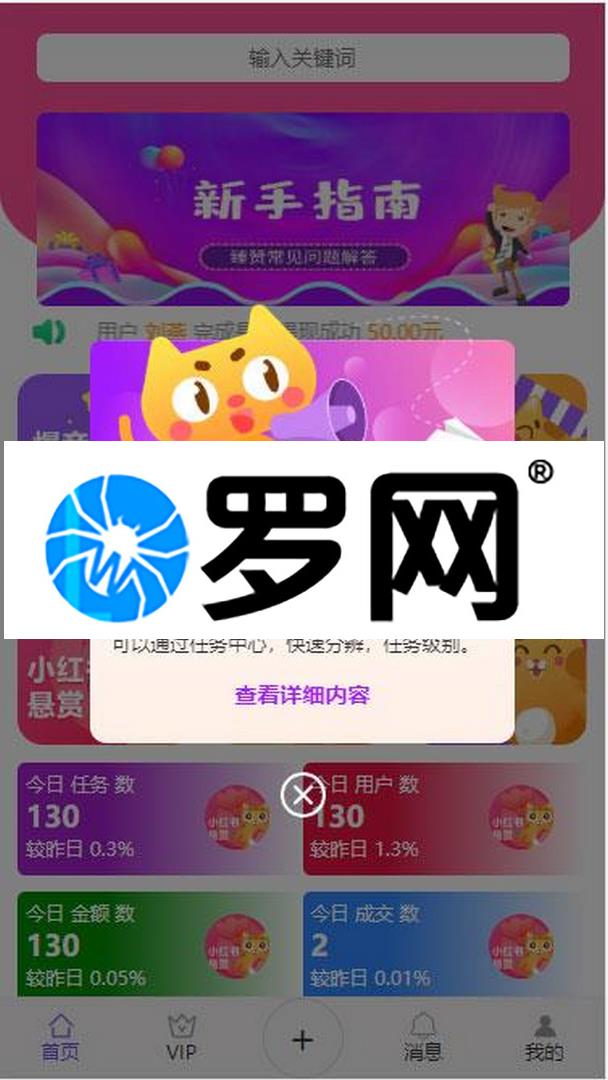 输入关键词
新手指南
臻赞常见问题解答
用户 刘燕 完成 提现成功 50.00元
罗网®
可以通过任务中心，快速分辨，任务级别。
小红
悬赏
查看详细内容
今日 任务 数
130
较昨日 0.3%
今日 用户 数
130
较昨日 1.3%
今日 金额 数
130
较昨日 0.05%
今日 成交 数
2
较昨日 0.01%
首页
VIP
+
消息
我的